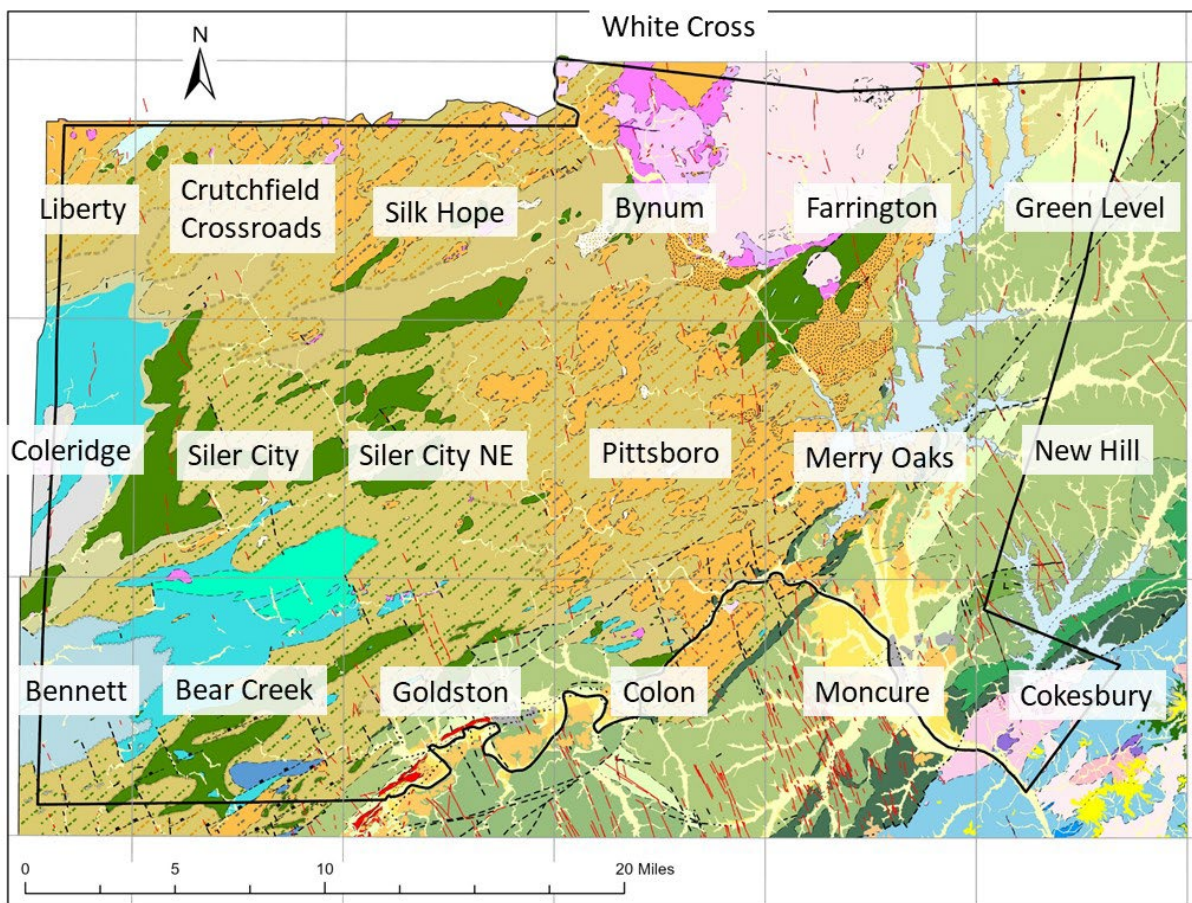 White Cross
N
Liberty
Crutchfield
Crossroads
Silk Hope
Bynum
Farrington
Green Level
Coleridge
Siler City
Siler City NE
Pittsboro
Merry Oaks
New Hill
Bennett
Bear Creek
Goldston
Colon
Moncure
Cokesbury
0 5 10 20 Miles